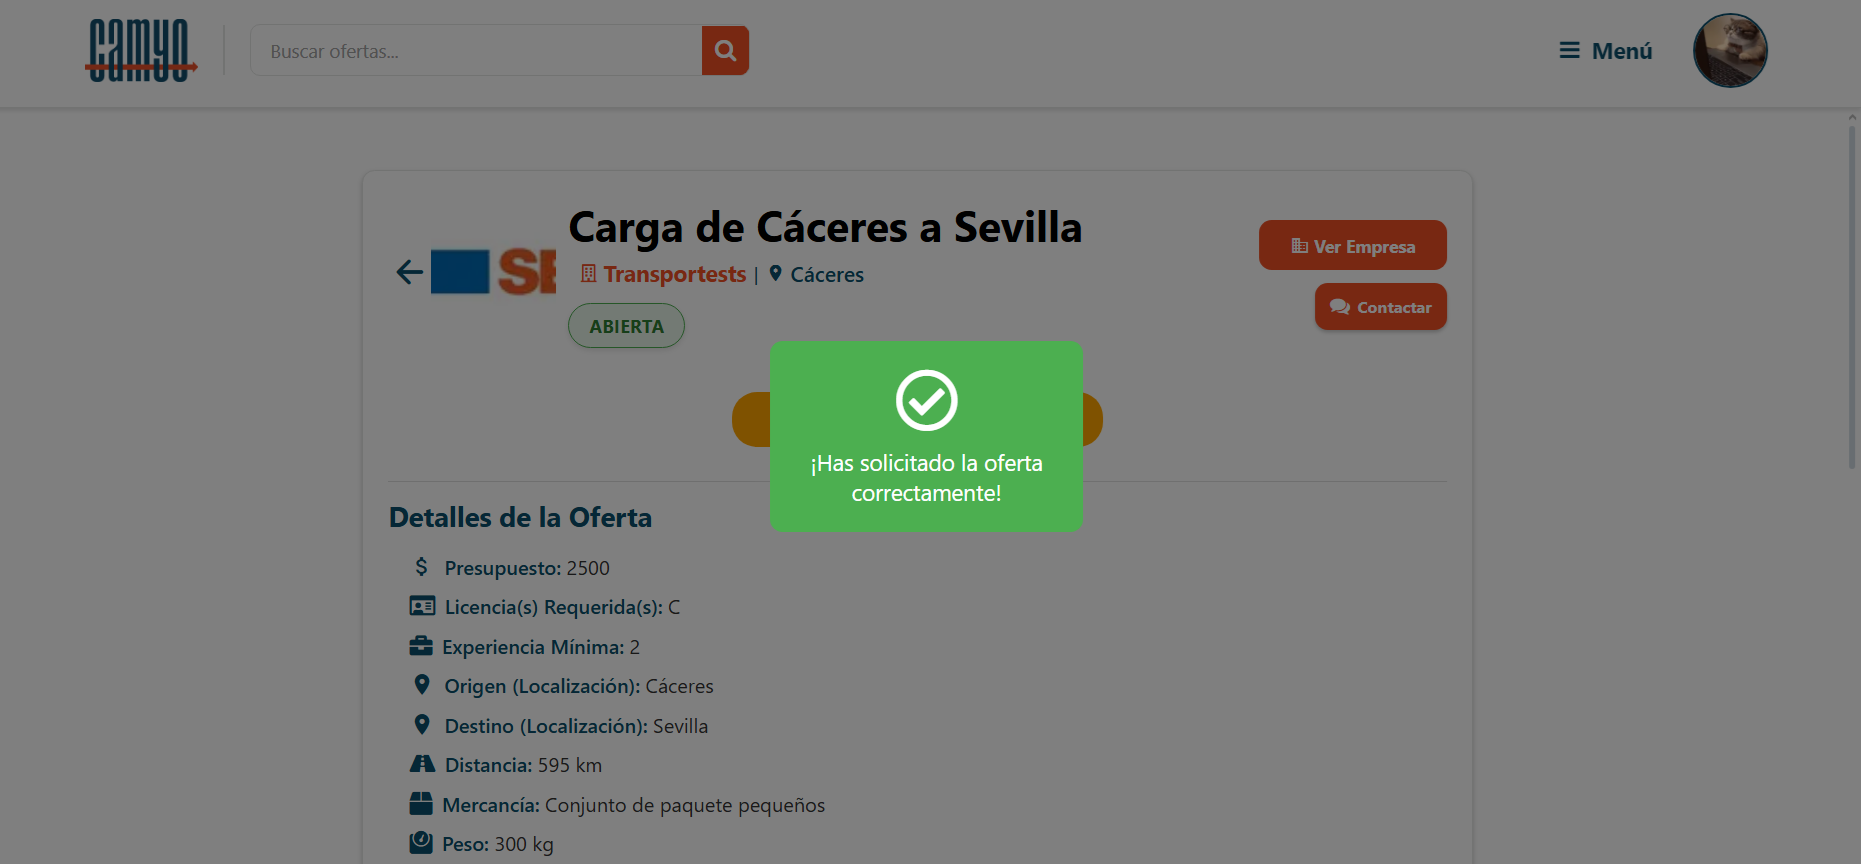 camyo
Buscar ofertas...
Menú
Carga de Cáceres a Sevilla
Transportests | Cáceres
ABIERTA
Ver Empresa
Contactar
¡Has solicitado la oferta
correctamente!
Detalles de la Oferta
Presupuesto: 2500
Licencia(s) Requerida(s): C
Experiencia Mínima: 2
Origen (Localización): Cáceres
Destino (Localización): Sevilla
Distancia: 595 km
Mercancía: Conjunto de paquete pequeños
Peso: 300 kg